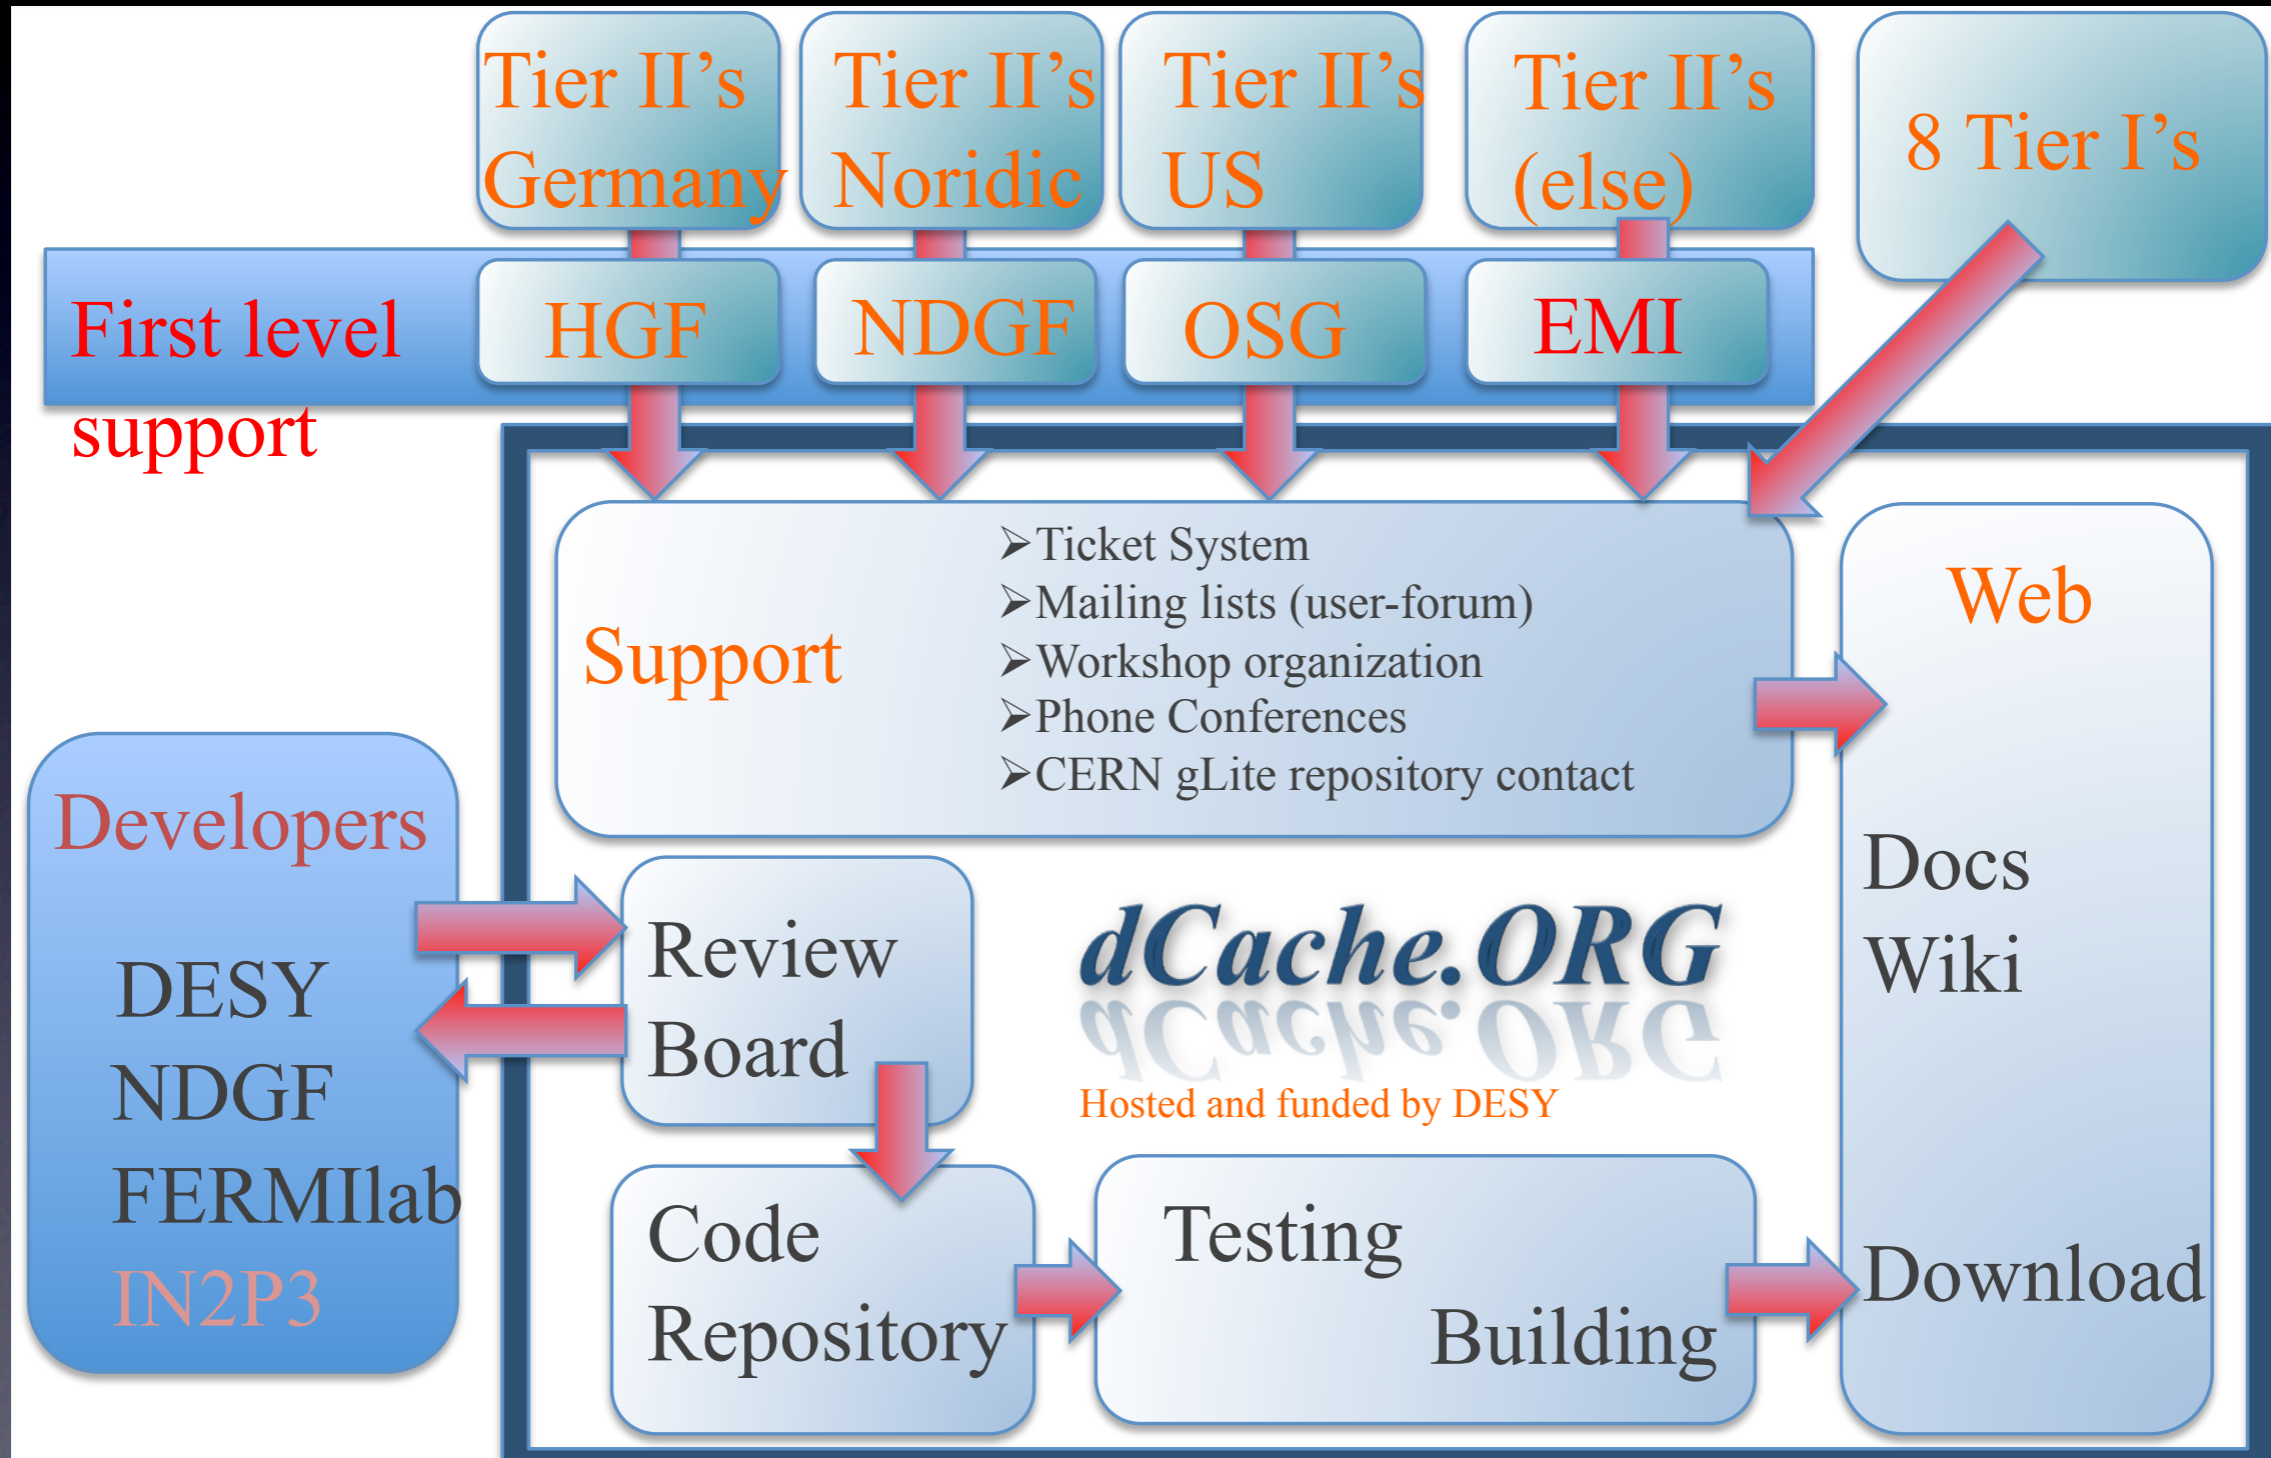 Tier II's
Germany
Tier II's
Noridic
Tier II's
US
Tier II's
(else)
8 Tier I's
First level
support
HGF
NDGF
OSG
EMI
Support
➢Ticket System
➢Mailing lists (user-forum)
➢Workshop organization
➢Phone Conferences
➢CERN gLite repository contact
Web
Docs
Wiki
Download
Developers
DESY
NDGF
FERMIlab
IN2P3
Review
Board
dCache.ORG
Hosted and funded by DESY
Code
Repository
Testing
Building